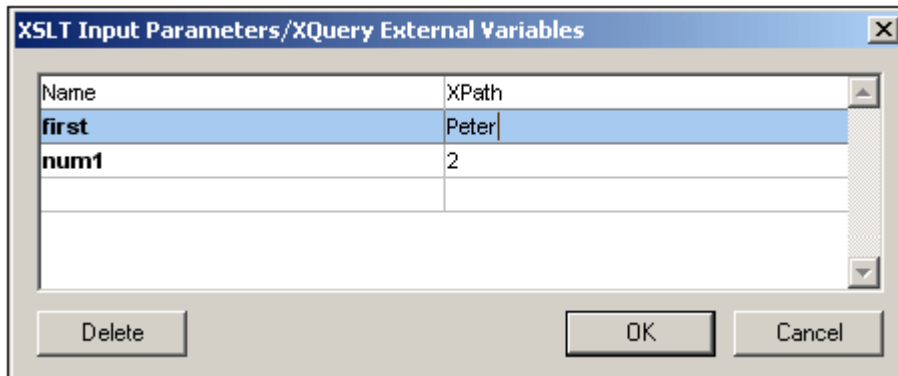 XSLT Input Parameters/XQuery External Variables
Name XPath
first Peter
num1 2
Delete OK Cancel